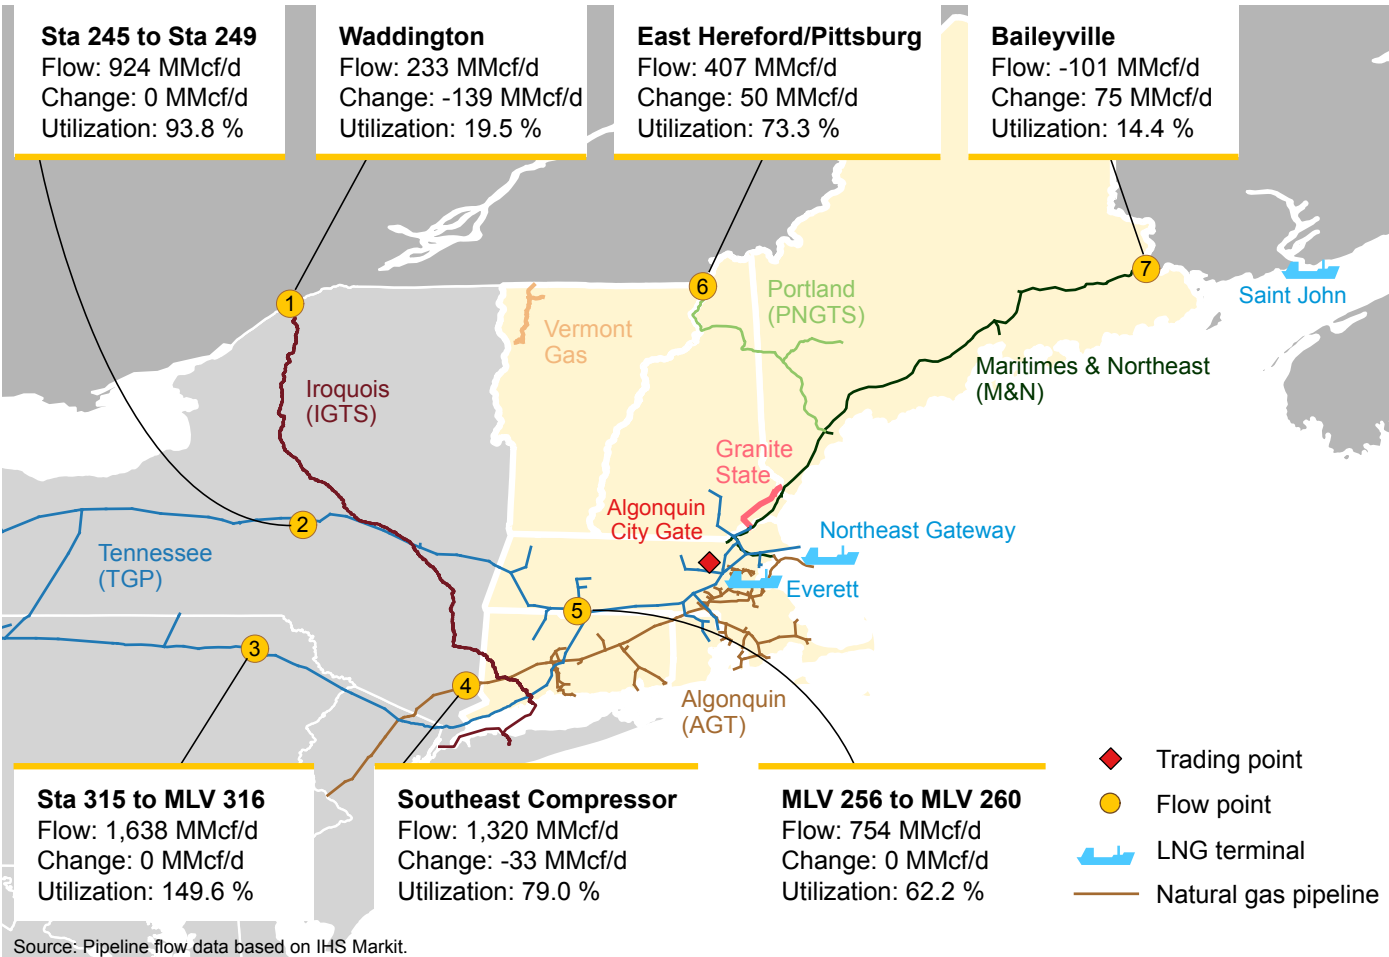 Sta 245 to Sta 249
Flow: 924 MMcf/d
Change: 0 MMcf/d
Utilization: 93.8 %
Waddington
Flow: 233 MMcf/d
Change: -139 MMcf/d
Utilization: 19.5 %
East Hereford/Pittsburg
Flow: 407 MMcf/d
Change: 50 MMcf/d
Utilization: 73.3 %
Baileyville
Flow: -101 MMcf/d
Change: 75 MMcf/d
Utilization: 14.4 %
1
6
7
Saint John
Portland
(PNGTS)
Vermont
Gas
Iroquois
(IGTS)
Maritimes & Northeast
(M&N)
Granite
State
Algonquin
City Gate
2
Northeast Gateway
Tennessee
(TGP)
Everett
5
3
4
Algonquin
(AGT)
Sta 315 to MLV 316
Flow: 1,638 MMcf/d
Change: 0 MMcf/d
Utilization: 149.6 %
Southeast Compressor
Flow: 1,320 MMcf/d
Change: -33 MMcf/d
Utilization: 79.0 %
MLV 256 to MLV 260
Flow: 754 MMcf/d
Change: 0 MMcf/d
Utilization: 62.2 %
Trading point
Flow point
LNG terminal
Natural gas pipeline
Source: Pipeline flow data based on IHS Markit.